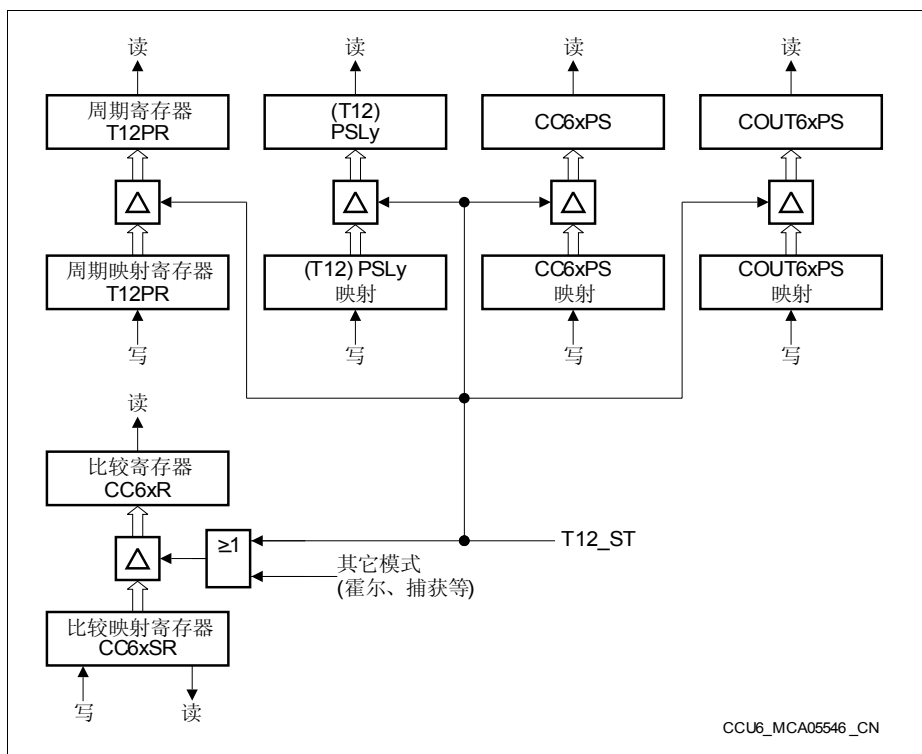 读
读
读
读
周期寄存器
T12PR
(T12)
PSLy
CC6xPS
COUT6xPS
周期映射寄存器
T12PR
(T12) PSLy
映射
CC6xPS
映射
COUT6xPS
映射
写
写
写
写
读
比较寄存器
CC6xR
≥1
T12_ST
其它模式
(霍尔、捕获等)
比较映射寄存器
CC6xSR
写
读
CCU6_MCA05546_CN